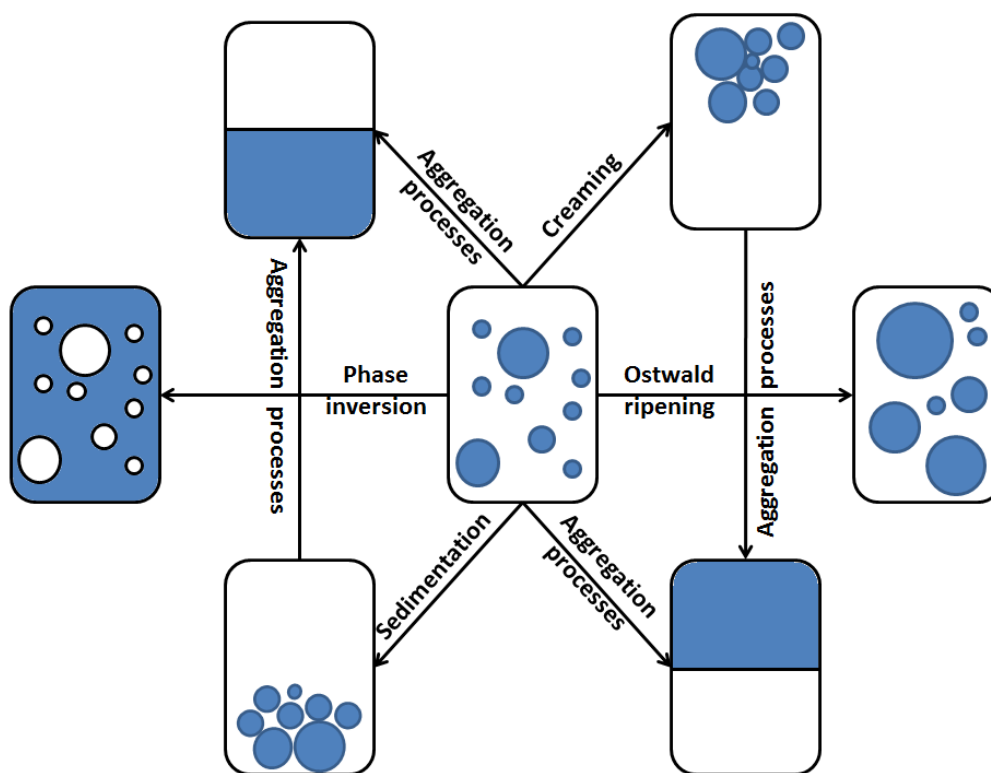 Aggregation
processes
Creaming
Aggregation processes
Phase
inversion
Ostwald
ripening
Aggregation processes
Sedimentation
Aggregation
processes